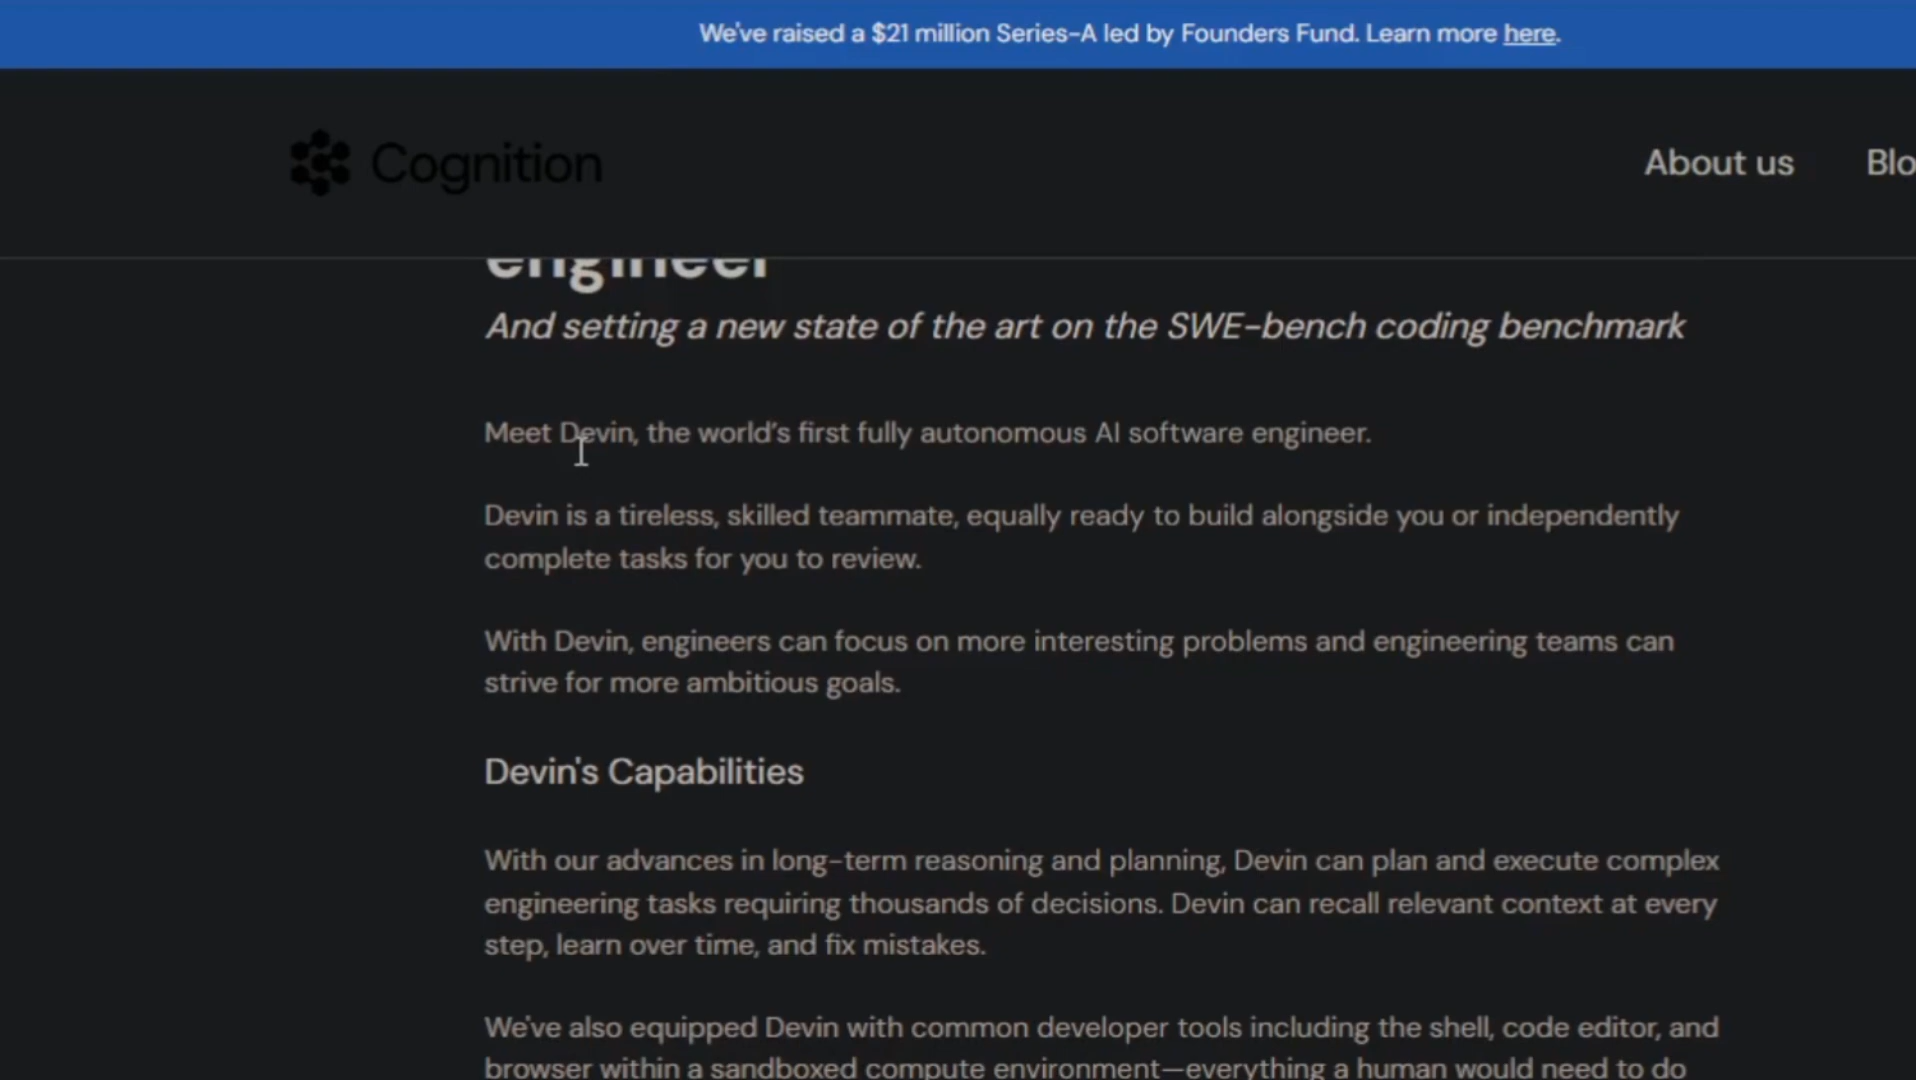 We've raised a $21 million Series-A led by Founders Fund. Learn more here.
Cognition
About us
Blo
engineer
And setting a new state of the art on the SWE-bench coding benchmark
Meet Devin, the world's first fully autonomous AI software engineer.
Devin is a tireless, skilled teammate, equally ready to build alongside you or independently
complete tasks for you to review.
With Devin, engineers can focus on more interesting problems and engineering teams can
strive for more ambitious goals.
Devin's Capabilities
With our advances in long-term reasoning and planning, Devin can plan and execute complex
engineering tasks requiring thousands of decisions. Devin can recall relevant context at every
step, learn over time, and fix mistakes.
We've also equipped Devin with common developer tools including the shell, code editor, and
browser within a sandboxed compute environment—everything a human would need to do